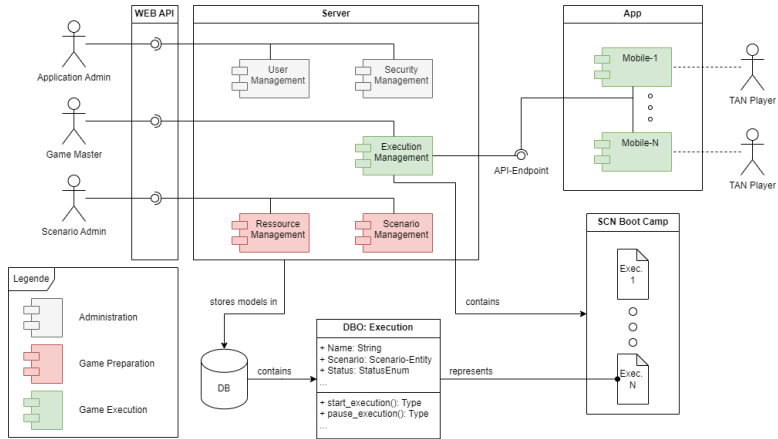 WEB API
Server
App
Application Admin
User
Management
Security
Management
Mobile-1
TAN Player
Game Master
Execution
Management
API-Endpoint
Mobile-N
TAN Player
Scenario Admin
Ressource
Management
Scenario
Management
SCN Boot Camp
Exec.
1
Exec.
N
Legende
Administration
Game Preparation
Game Execution
stores models in
contains
DB
contains
DBO: Execution
+ Name: String
+ Scenario: Scenario-Entity
+ Status: StatusEnum
...
+ start_execution(): Type
+ pause_execution(): Type
...
represents